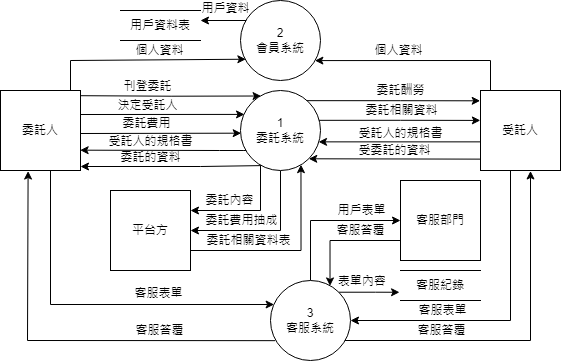 用戶資料
用戶資料表
2
會員系統
個人資料
個人資料
刊登委託
決定受託人
委託費用
受託人的規格書
委託的資料
委託人
1
委託系統
委託酬勞
委託相關資料
受託人的規格書
受委託的資料
受託人
平台方
委託內容
委託費用抽成
委託相關資料表
用戶表單
客服答覆
客服部門
表單內容
客服紀錄
客服表單
客服表單
3
客服系統
客服答覆
客服答覆